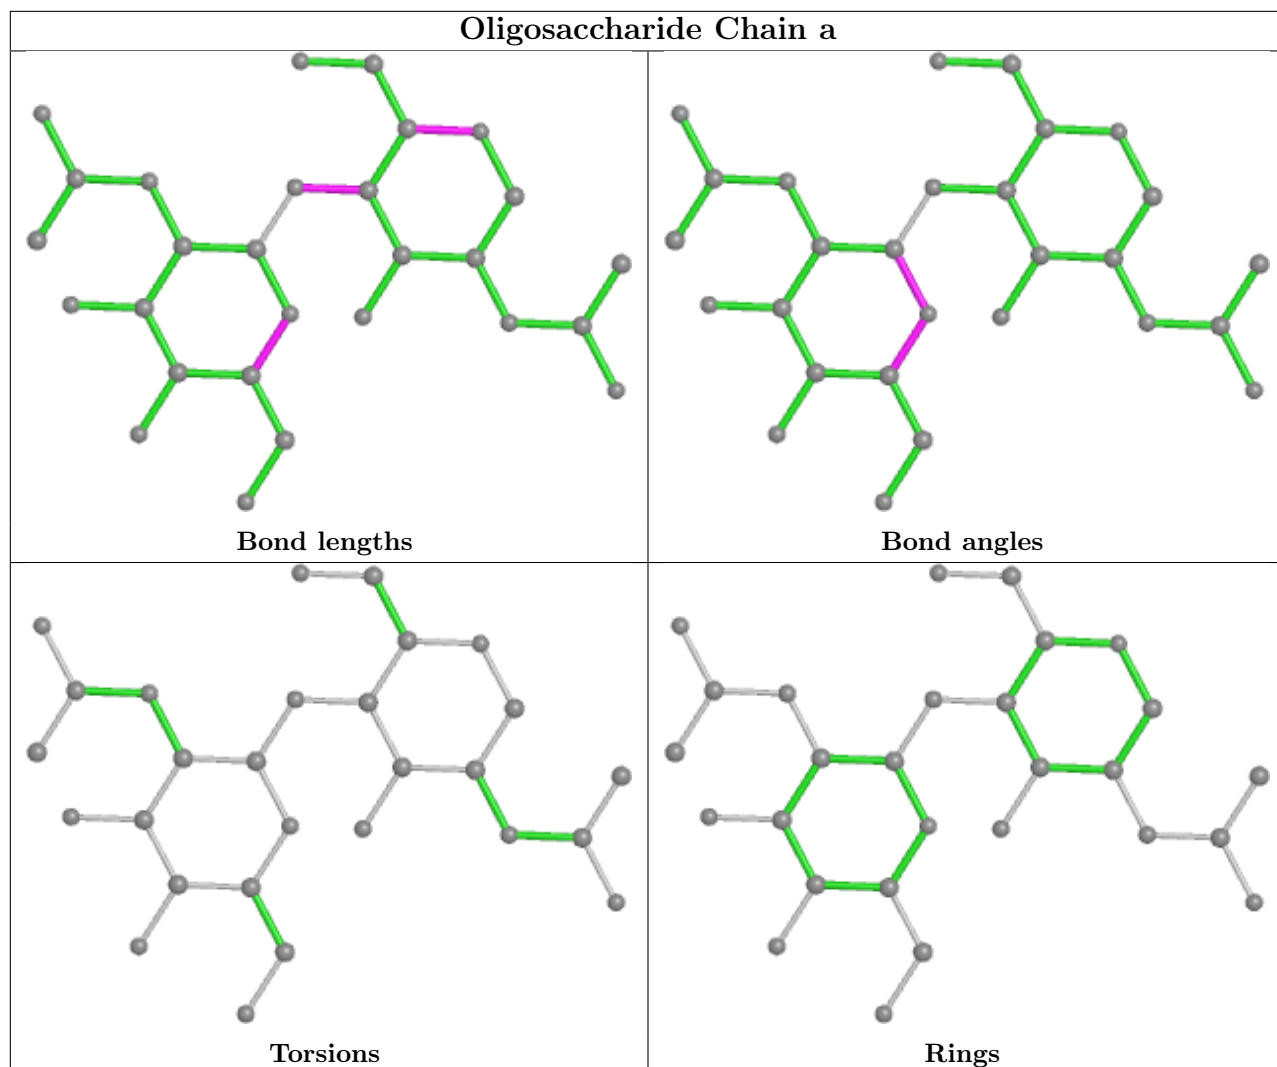 Oligosaccharide Chain a
Bond lengths
Bond angles
Torsions
Rings